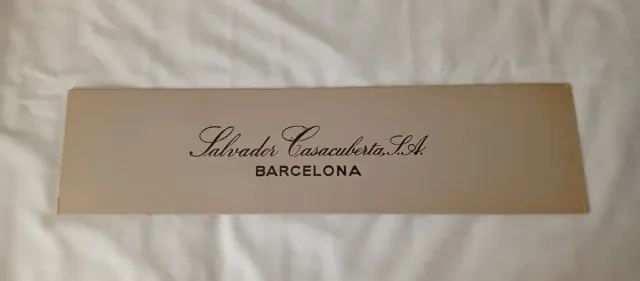 Salvador Casacuberta, S.A.
BARCELONA